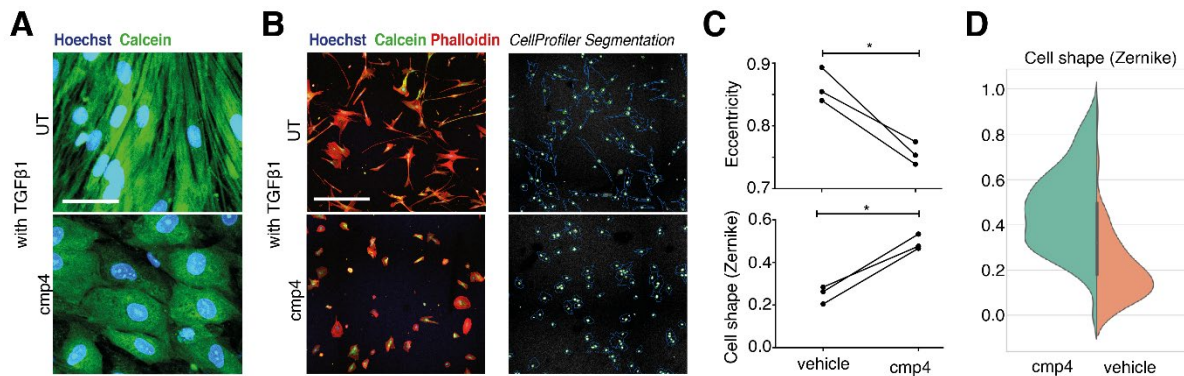 A
Hoechst Calcein
with TGFβ1
UT
cmp4
B
Hoechst Calcein Phalloidin
CellProfiler Segmentation
with TGFβ1
UT
cmp4
C
Eccentricity
0.9
0.8
0.7
*
Cell shape (Zernike)
0.6
0.4
0.2
0.0
*
vehicle
cmp4
D
Cell shape (Zernike)
1.0
0.8
0.6
0.4
0.2
0.0
cmp4
vehicle